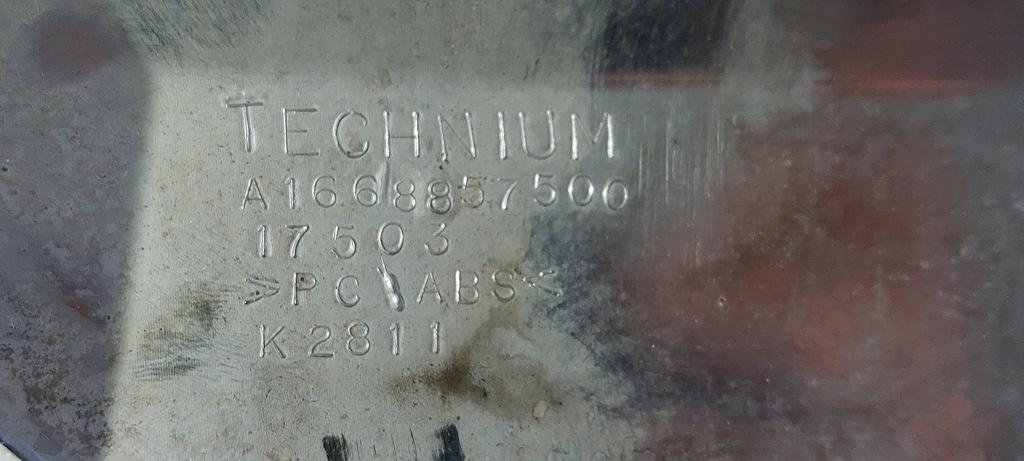 TECHNIUM
A1668857500
17503
>PC\ABS<
K2811